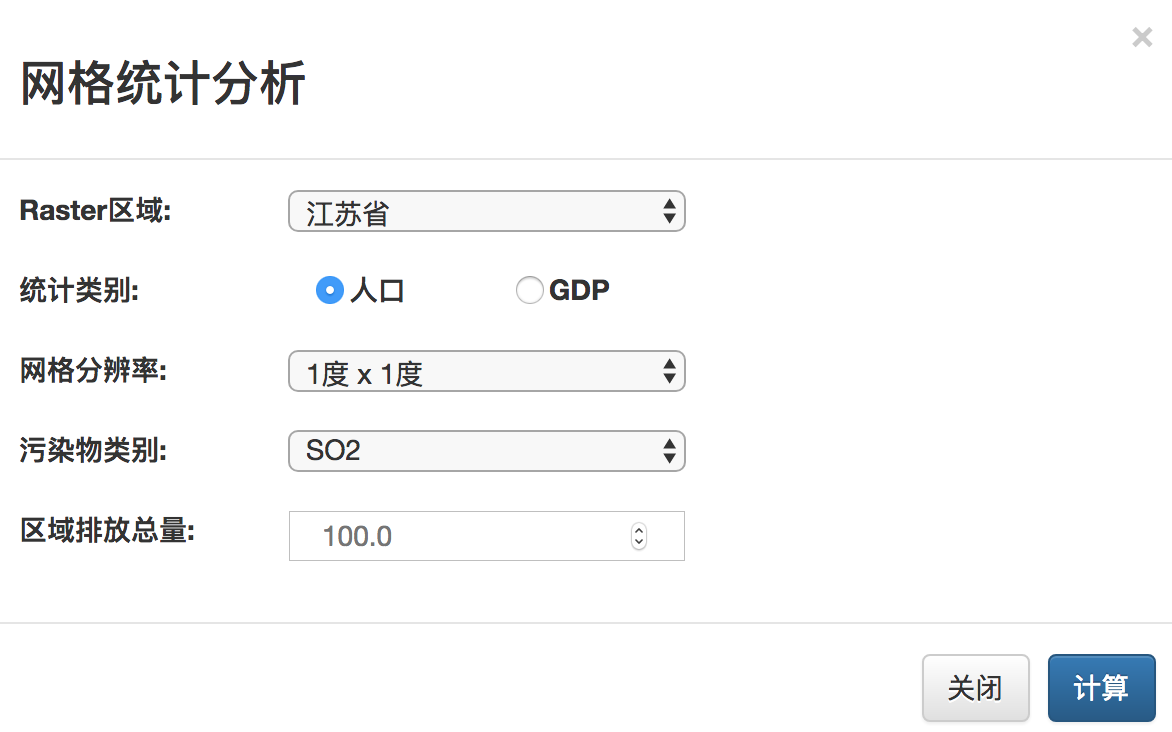 网格统计分析
Raster区域: 江苏省
统计类别: 人口 GDP
网格分辨率: 1度 x 1度
污染物类别: SO2
区域排放总量: 100.0
关闭 计算